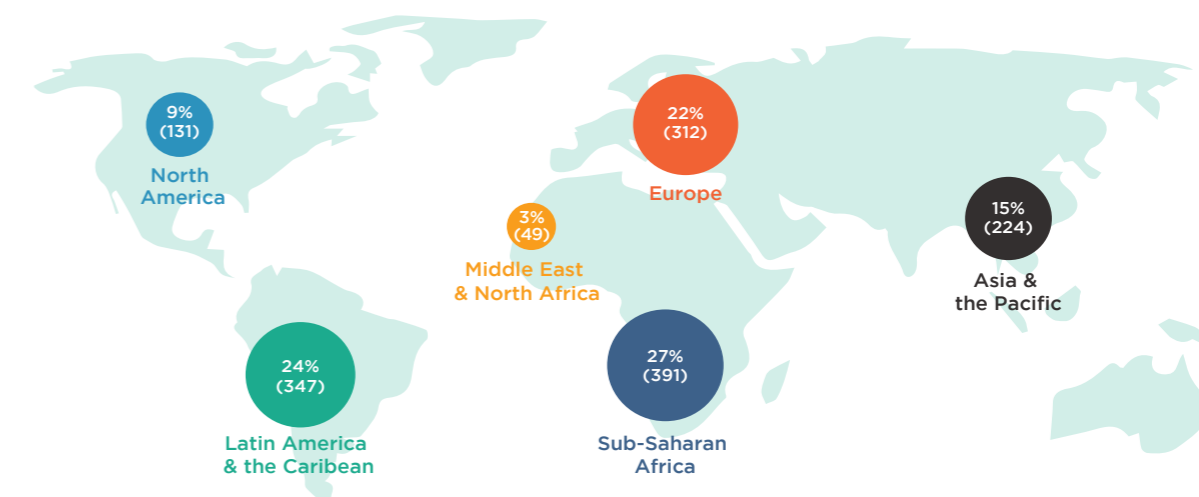 9%
(131)
North
America
22%
(312)
Europe
3%
(49)
Middle East
& North Africa
15%
(224)
Asia &
the Pacific
24%
(347)
Latin America
& the Caribean
27%
(391)
Sub-Saharan
Africa